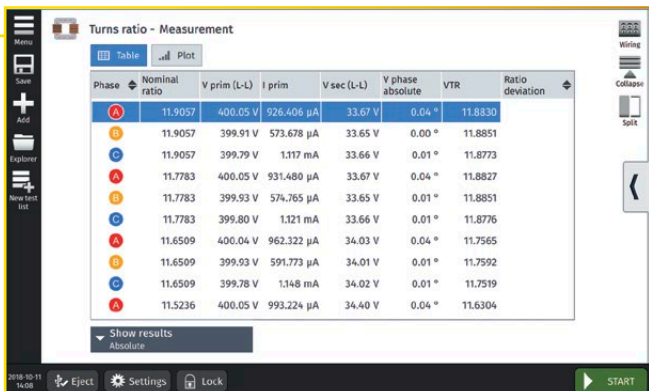 Menu
Save
Add
Explorer
New test
list
Turns ratio - Measurement
Table
Plot
Phase Nominal ratio V prim (L-L) I prim V sec (L-L) V phase absolute VTR Ratio deviation
A 11.9057 400.05 V 926.406 µA 33.67 V 0.04 ° 11.8830
B 11.9057 399.91 V 573.678 µA 33.65 V 0.00 ° 11.8851
C 11.9057 399.79 V 1.117 mA 33.66 V 0.01 ° 11.8773
A 11.7783 400.05 V 931.480 µA 33.67 V 0.04 ° 11.8827
B 11.7783 399.93 V 574.765 µA 33.65 V 0.01 ° 11.8851
C 11.7783 399.80 V 1.121 mA 33.66 V 0.01 ° 11.8776
A 11.6509 400.04 V 962.322 µA 34.03 V 0.04 ° 11.7565
B 11.6509 399.93 V 591.773 µA 34.01 V 0.01 ° 11.7592
C 11.6509 399.78 V 1.148 mA 34.02 V 0.01 ° 11.7519
A 11.5236 400.05 V 993.224 µA 34.40 V 0.04 ° 11.6304
Show results
Absolute
Wiring
Collapse
Split
2018-10-11
14:08
Eject
Settings
Lock
START